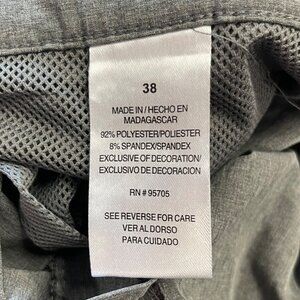 38
MADE IN/HECHO EN
MADAGASCAR
92% POLYESTER/POLIESTER
8% SPANDEX/SPANDEX
EXCLUSIVE OF DECORATION/
EXCLUSIVO DE DECORACION
RN # 95705
SEE REVERSE FOR CARE
VER AL DORSO
PARA CUIDADO